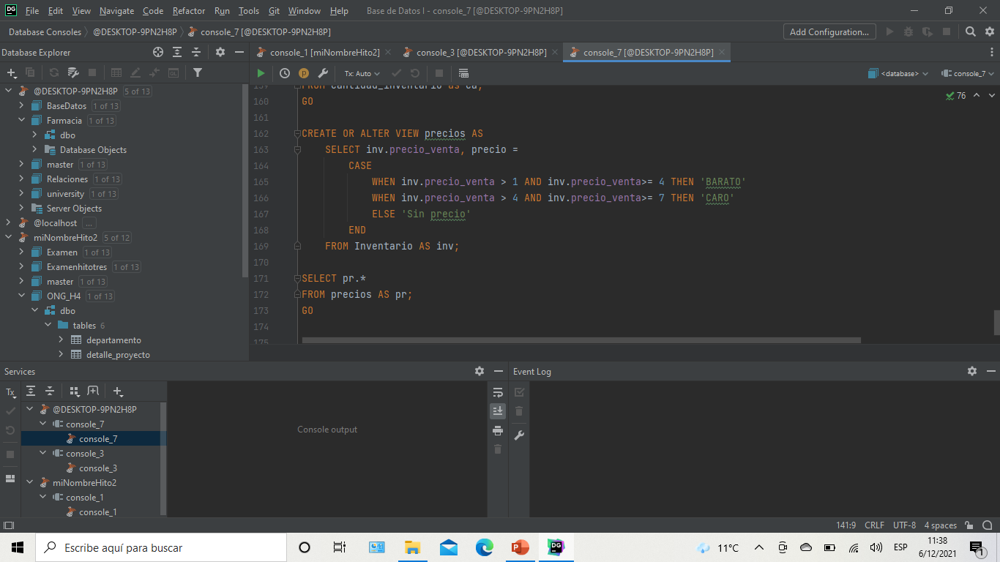 DG File Edit View Navigate Code Refactor Run Tools Git Window Help Base de Datos I - console_7 [@DESKTOP-9PN2H8P]
Database Consoles @DESKTOP-9PN2H8P console_7 [@DESKTOP-9PN2H8P] Add Configuration...
Database Explorer
console_1 [miNombreHito2] console_3 [@DESKTOP-9PN2H8P] console_7 [@DESKTOP-9PN2H8P]
QL
p Tx: Auto <database> console_7
@DESKTOP-9PN2H8P 5 of 13
BaseDatos 1 of 13
Farmacia 1 of 13
dbo
Database Objects
master 1 of 13
Relaciones 1 of 13
university 1 of 13
Server Objects
@localhost ...
miNombreHito2 5 of 12
Examen 1 of 13
Examenhitotres 1 of 13
master 1 of 13
ONG_H4 1 of 13
dbo
tables 6
departamento
detalle_proyecto
76
159 FROM cantidad_inventario as ca;
160 GO
161
162 CREATE OR ALTER VIEW precios AS
163 SELECT inv.precio_venta, precio =
164 CASE
165 WHEN inv.precio_venta > 1 AND inv.precio_venta>= 4 THEN 'BARATO'
166 WHEN inv.precio_venta > 4 AND inv.precio_venta>= 7 THEN 'CARO'
167 ELSE 'Sin precio'
168 END
169 FROM Inventario AS inv;
170
171 SELECT pr.*
172 FROM precios AS pr;
173 GO
174
175
Services
Tx
@DESKTOP-9PN2H8P
console_7
console_7
console_3
console_3
miNombreHito2
console_1
console_1
Console output
Event Log
141:9 CRLF UTF-8 4 spaces
Escribe aquí para buscar
DG
11°C
ESP
11:38
6/12/2021
1